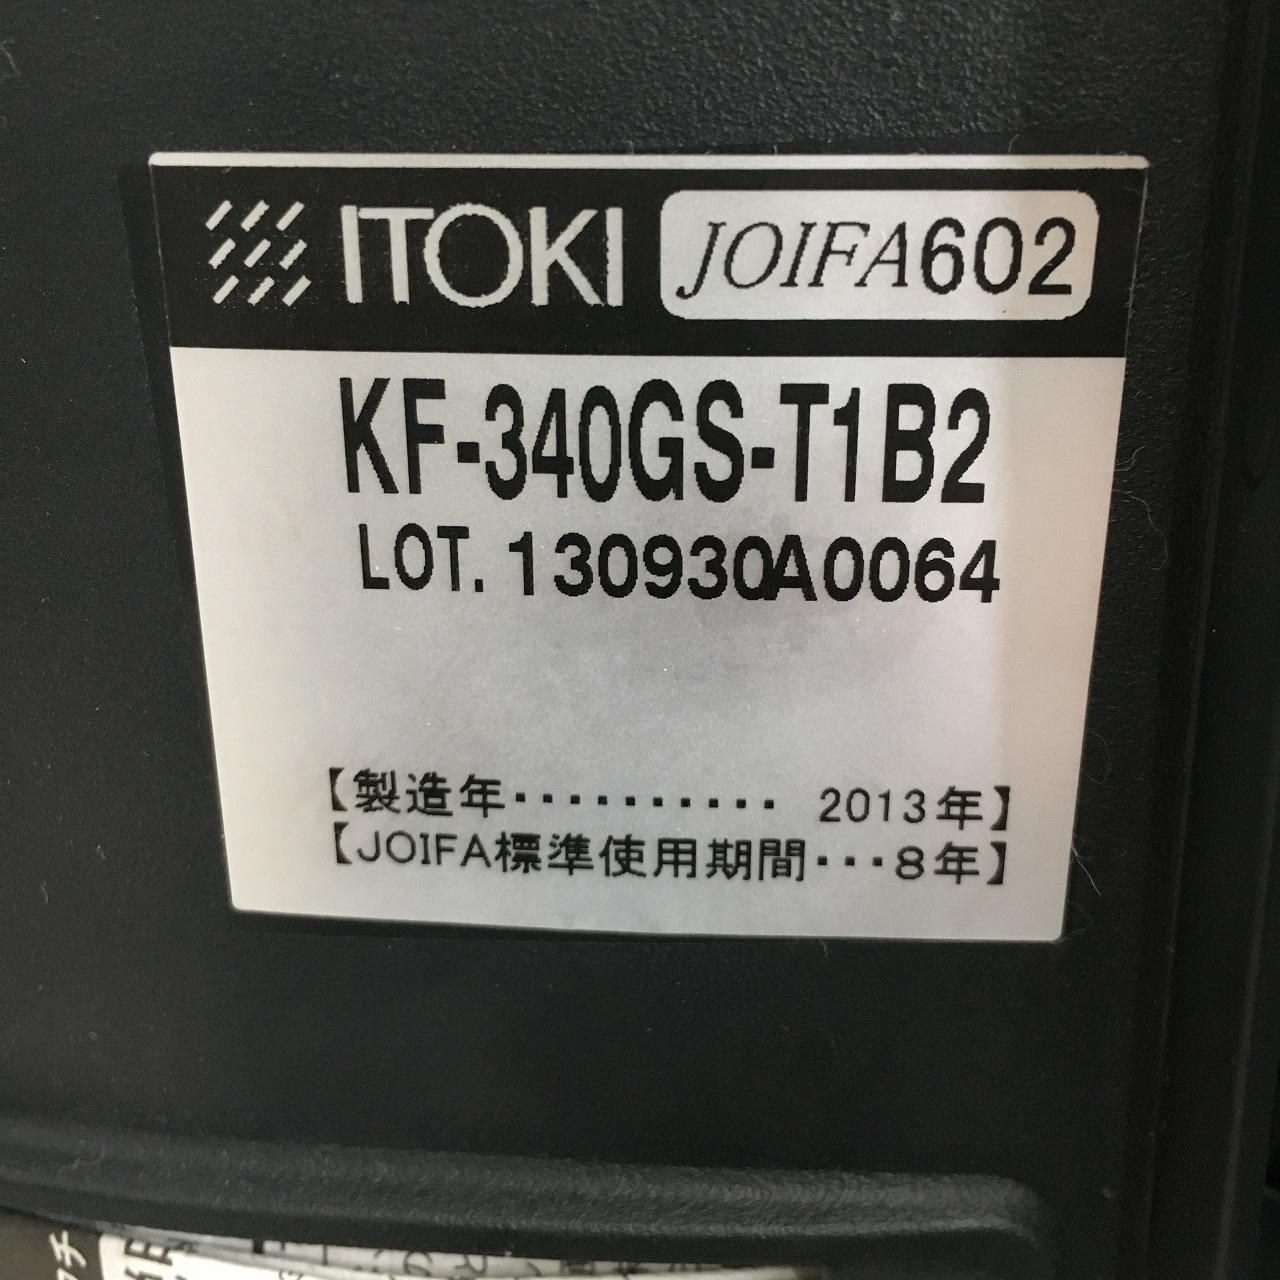 ITOKI JOIFA602
KF-340GS-T1B2
LOT. 130930A0064
【製造年‥‥‥‥‥ 2013年】
【JOIFA標準使用期間･･･8年】